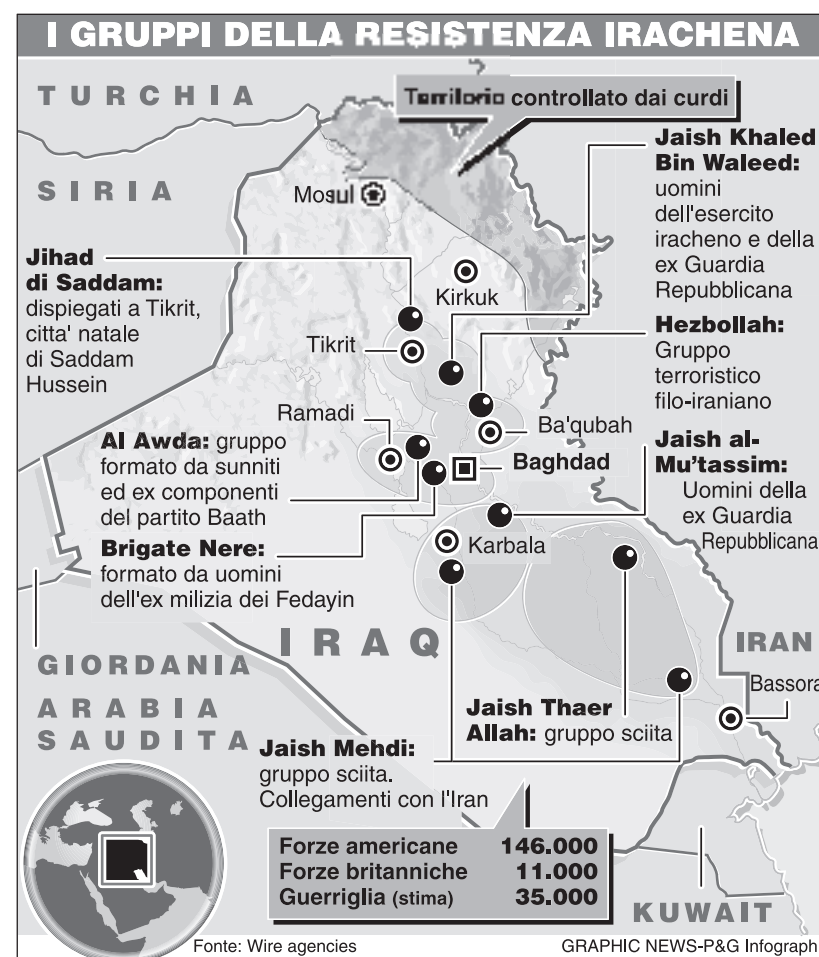 I GRUPPI DELLA RESISTENZA IRACHENA
TURCHIA
Territorio controllato dai curdi
SIRIA
Mosul
Jaish Khaled
Bin Waleed:
uomini
dell'esercito
iracheno e della
ex Guardia
Repubblicana
Jihad
di Saddam:
dispiegati a Tikrit,
citta' natale
di Saddam
Hussein
Kirkuk
Tikrit
Hezbollah:
Gruppo
terroristico
filo-iraniano
Ramadi
Ba'qubah
Al Awda: gruppo
formato da sunniti
ed ex componenti
del partito Baath
Baghdad
Jaish al-
Mu'tassim:
Uomini della
ex Guardia
Repubblicana
Brigate Nere:
formato da uomini
dell'ex milizia dei Fedayin
Karbala
IRAQ
IRAN
GIORDANIA
ARABIA
SAUDITA
Bassora
Jaish Thaer
Allah: gruppo sciita
Jaish Mehdi:
gruppo sciita.
Collegamenti con l'Iran
Forze americane 146.000
Forze britanniche 11.000
Guerriglia (stima) 35.000
KUWAIT
Fonte: Wire agencies
GRAPHIC NEWS-P&G Infograph